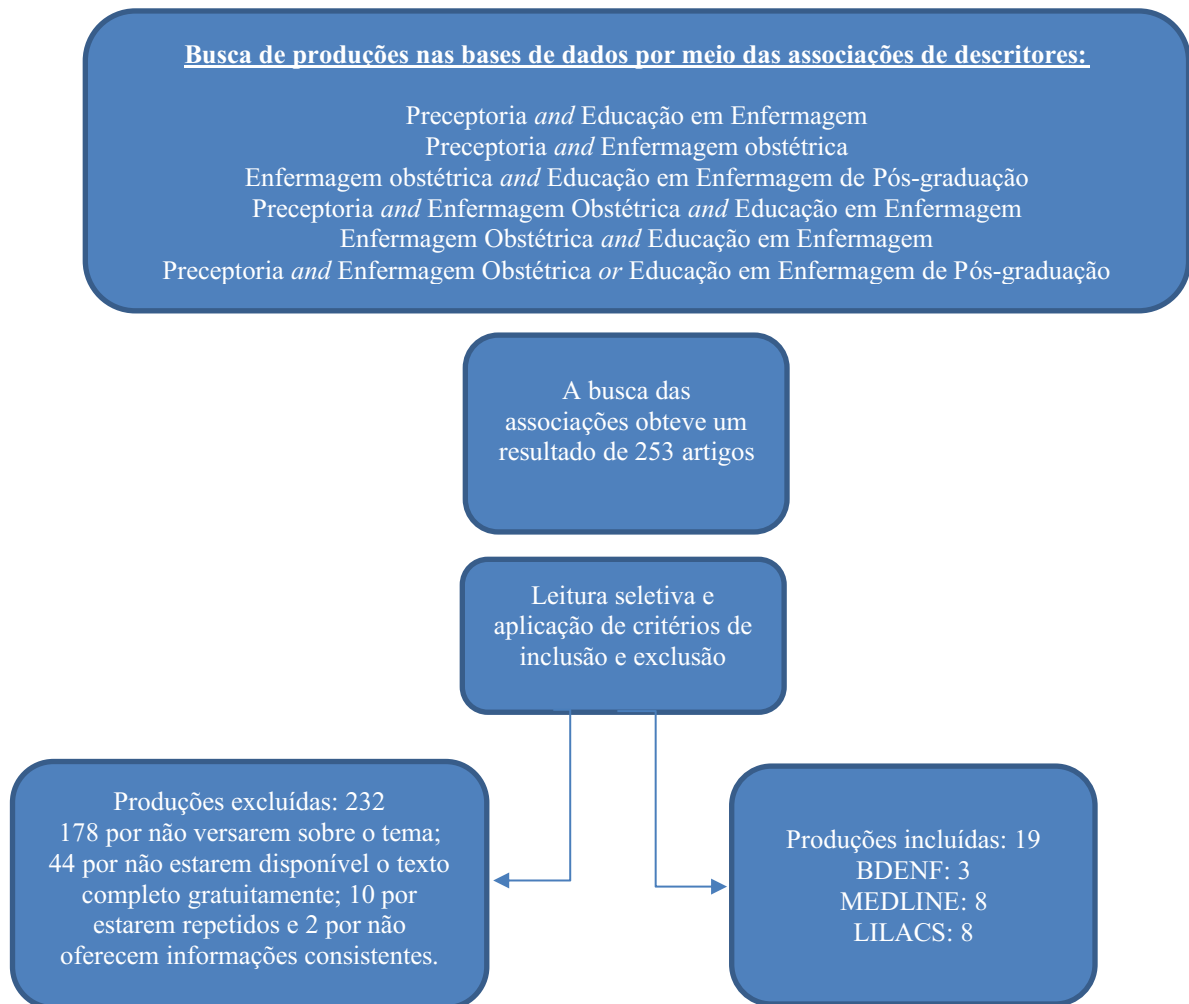 Busca de produções nas bases de dados por meio das associações de descritores:
Preceptoria and Educação em Enfermagem
Preceptoria and Enfermagem obstétrica
Enfermagem obstétrica and Educação em Enfermagem de Pós-graduação
Preceptoria and Enfermagem Obstétrica and Educação em Enfermagem
Enfermagem Obstétrica and Educação em Enfermagem
Preceptoria and Enfermagem Obstétrica or Educação em Enfermagem de Pós-graduação
A busca das
associações obteve um
resultado de 253 artigos
Leitura seletiva e
aplicação de critérios de
inclusão e exclusão
Produções excluídas: 232
178 por não versarem sobre o tema;
44 por não estarem disponível o texto
completo gratuitamente; 10 por
estarem repetidos e 2 por não
oferecem informações consistentes.
Produções incluídas: 19
BDENF: 3
MEDLINE: 8
LILACS: 8